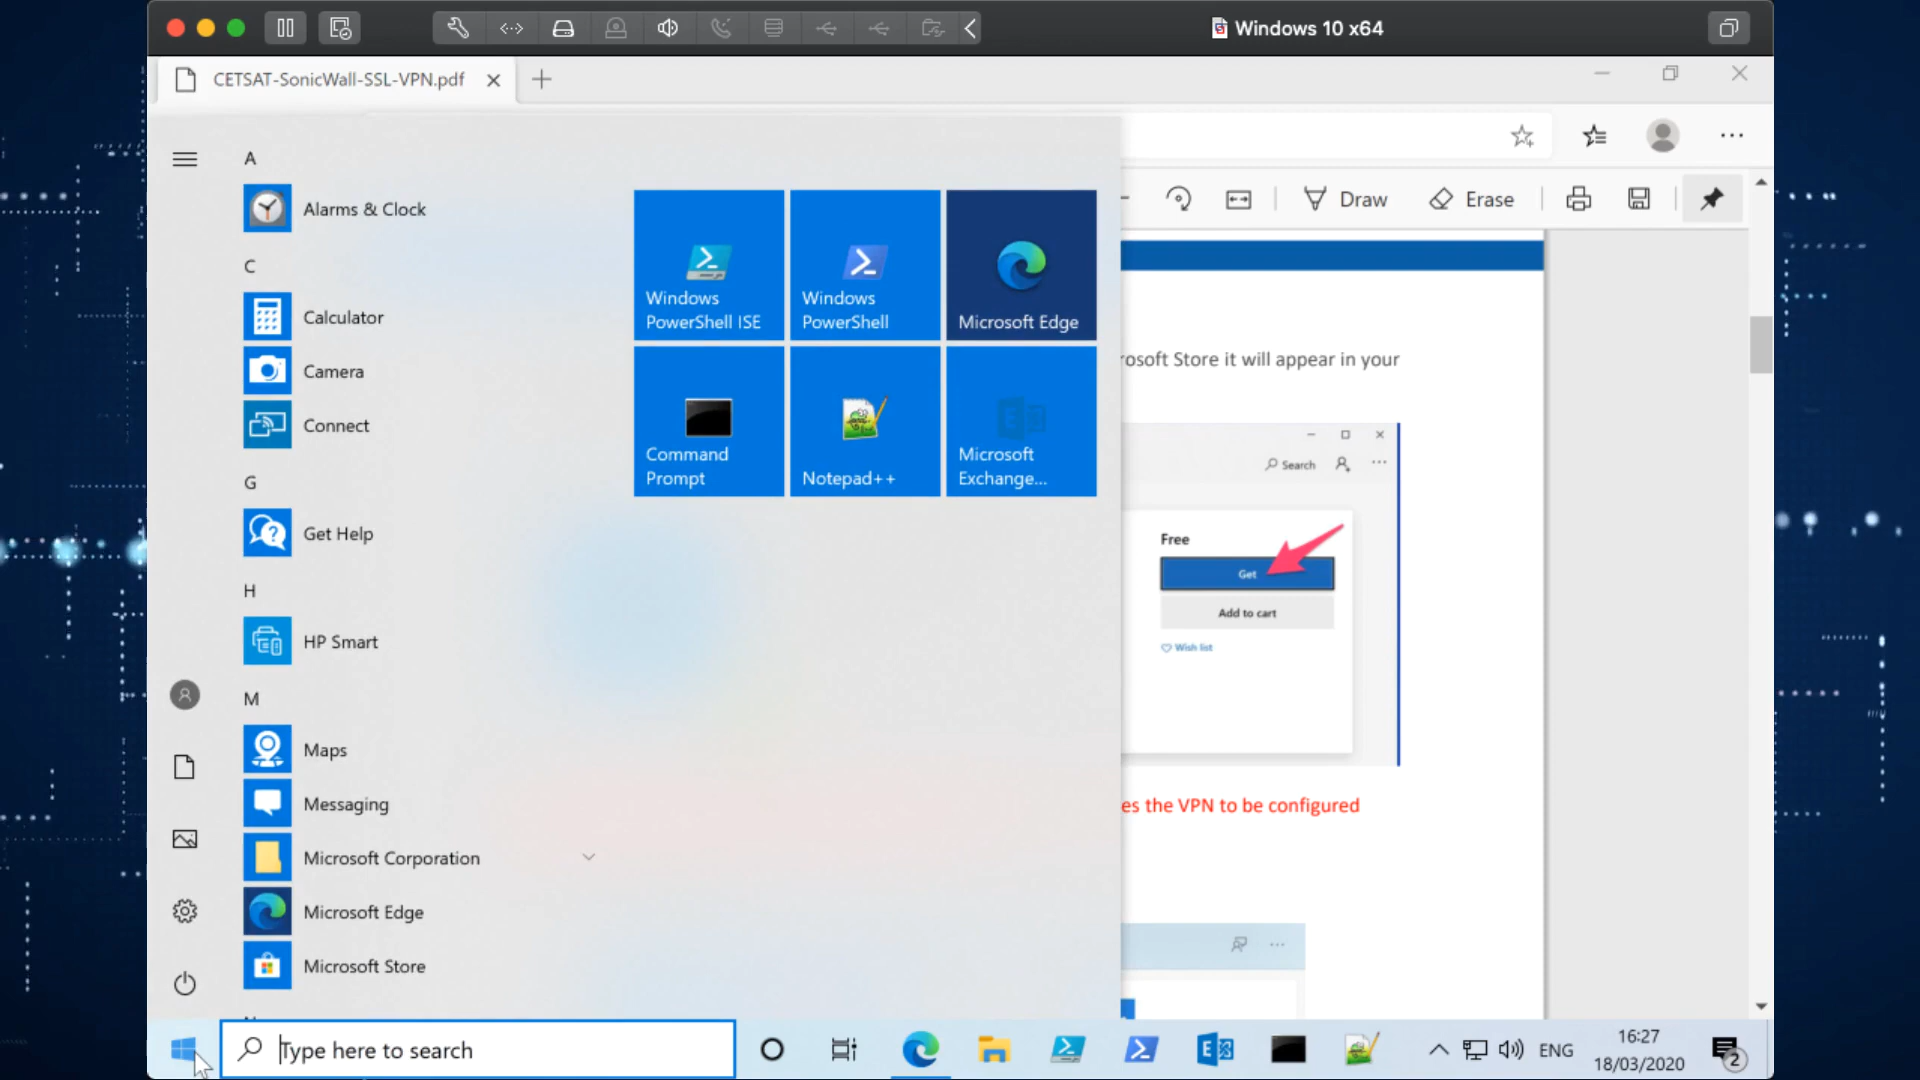 Windows 10 x64
CETSAT-SonicWall-SSL-VPN.pdf
A
Alarms & Clock
C
Calculator
Camera
Connect
G
Get Help
H
HP Smart
M
Maps
Messaging
Microsoft Corporation
Microsoft Edge
Microsoft Store
Windows
PowerShell ISE
Windows
PowerShell
Microsoft Edge
Command
Prompt
Notepad++
Microsoft
Exchange...
Draw
Erase
rosoft Store it will appear in your
Search
Free
Get
Add to cart
Wish list
es the VPN to be configured
Type here to search
ENG
16:27
18/03/2020
2